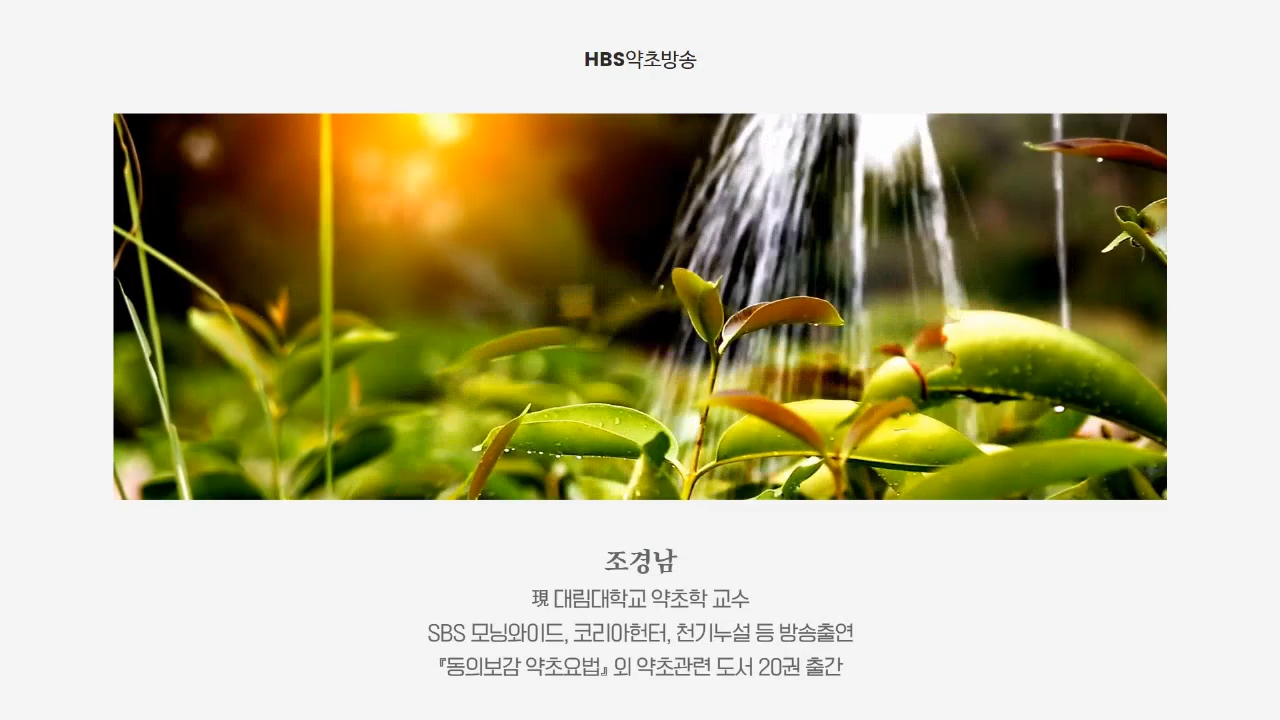 HBS약초방송
조경남
現 대림대학교 약초학 교수
SBS 모닝와이드, 코리아헌터, 천기누설 등 방송출연
『동의보감 약초요법』 외 약초관련 도서 20권 출간